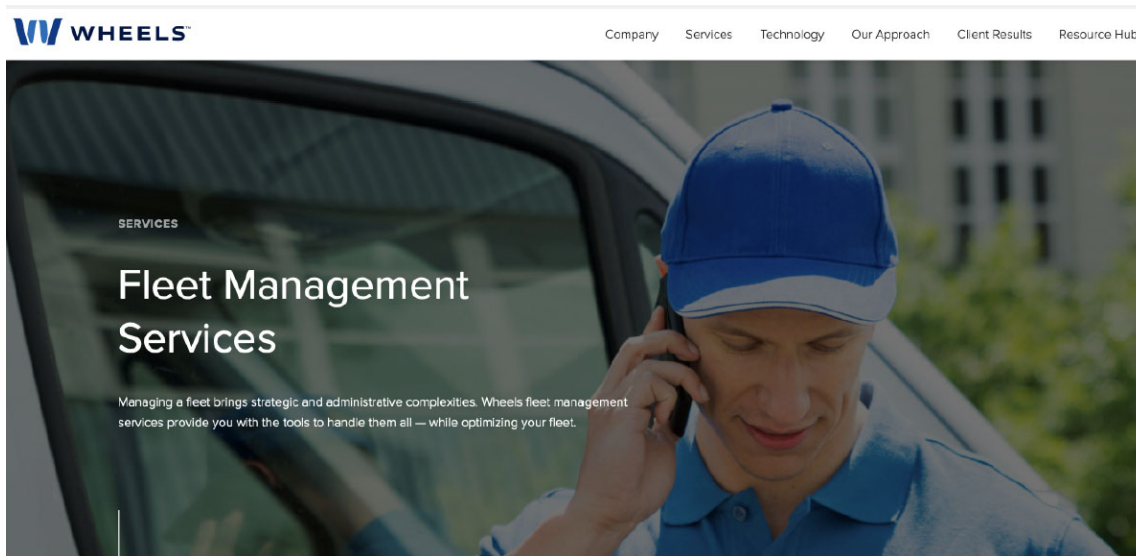 WHEELS™
Company Services Technology Our Approach Client Results Resource Hub
SERVICES
Fleet Management
Services
Managing a fleet brings strategic and administrative complexities. Wheels fleet management
services provide you with the tools to handle them all — while optimizing your fleet.